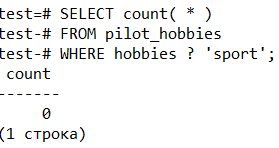 test=# SELECT count( * )
test-# FROM pilot_hobbies
test-# WHERE hobbies ? 'sport';
 count
-------
     0
(1 строка)